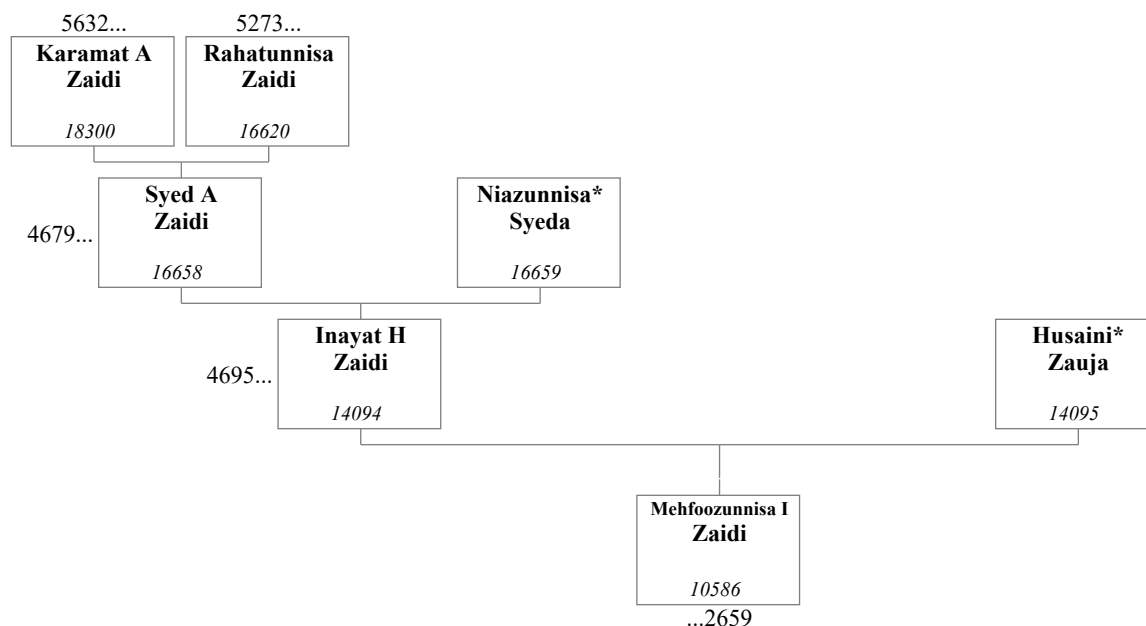 5632...
5273...
Karamat A
Zaidi
18300
Rahatunnisa
Zaidi
16620
4679...
Syed A
Zaidi
16658
Niazunnisa*
Syeda
16659
4695...
Inayat H
Zaidi
14094
Husaini*
Zauja
14095
Mehfoozunnisa I
Zaidi
10586
...2659